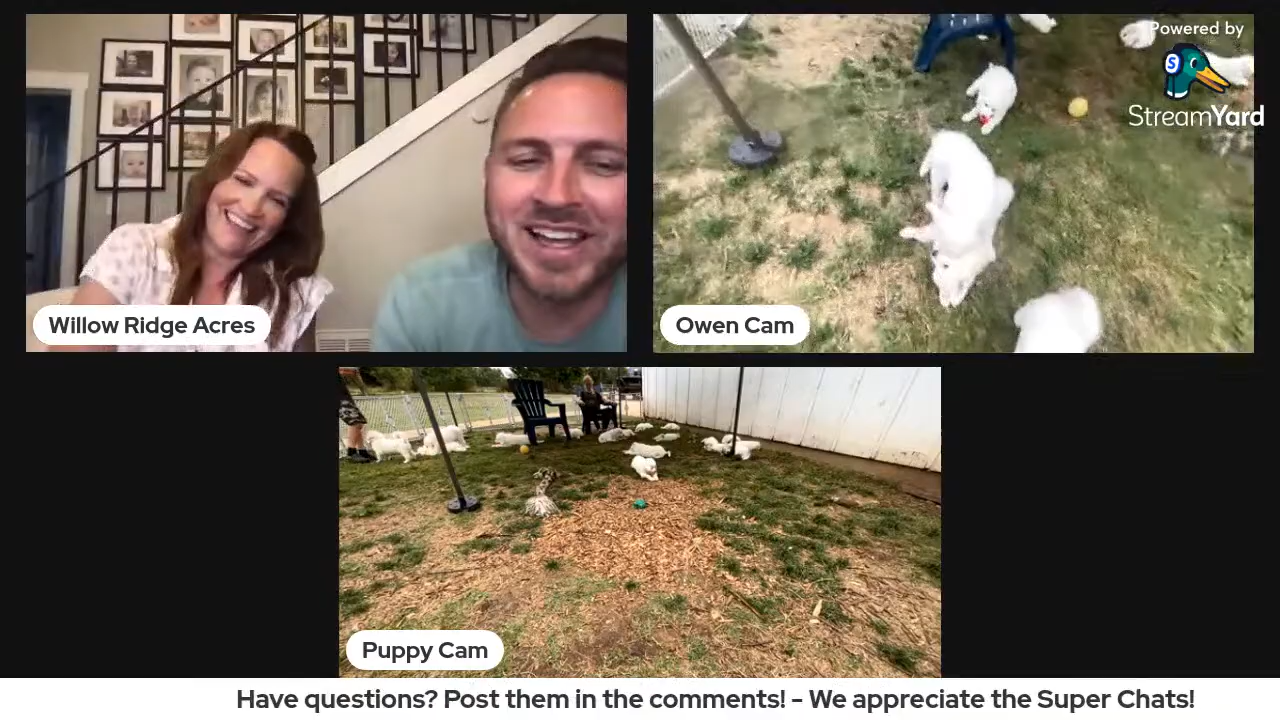 Powered by
S
StreamYard
Willow Ridge Acres
Owen Cam
Puppy Cam
Have questions? Post them in the comments! - We appreciate the Super Chats!